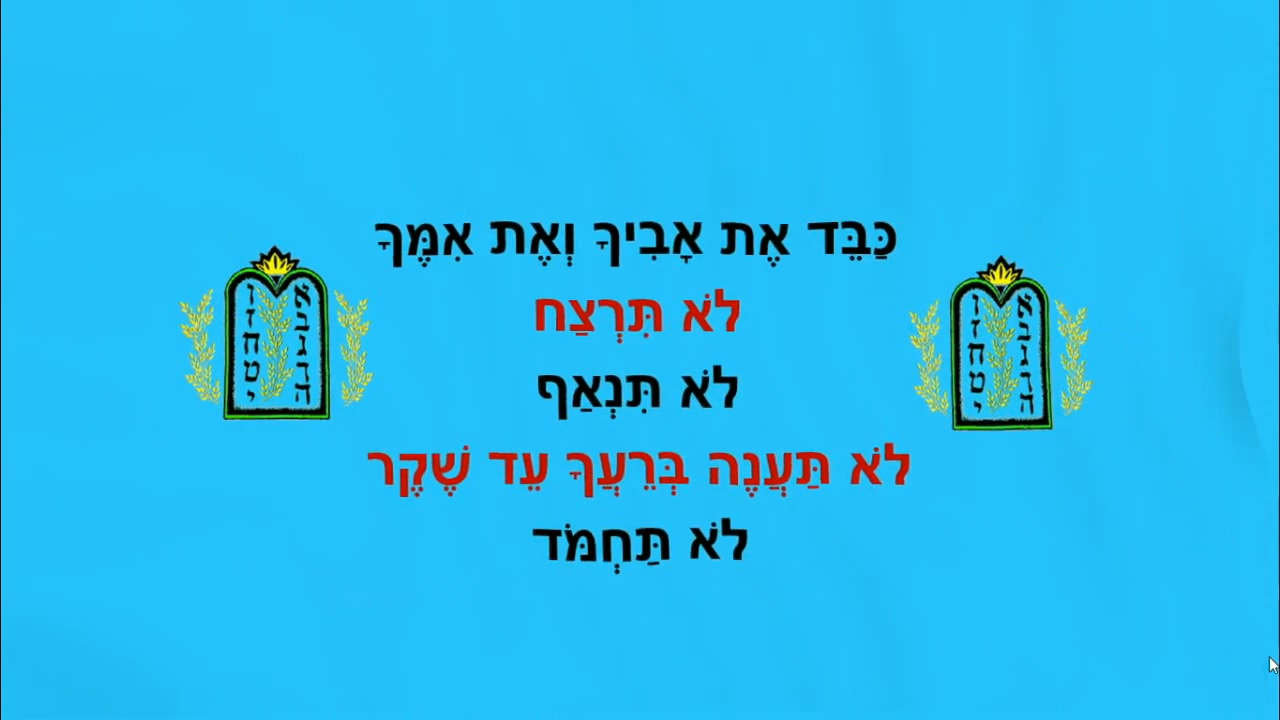 כַּבֵּד אֶת אָבִיךָ וְאֶת אִמֶּךָ
לֹא תִּרְצַח
לֹא תִּנְאַף
לֹא תַּעֲנֶה בְּרֵעֲךָ עֵד שֶׁקֶר
לֹא תַּחְמֹּד
א ו
ב ז
ג ח
ד ט
ה י
א ו
ב ז
ג ח
ד ט
ה י